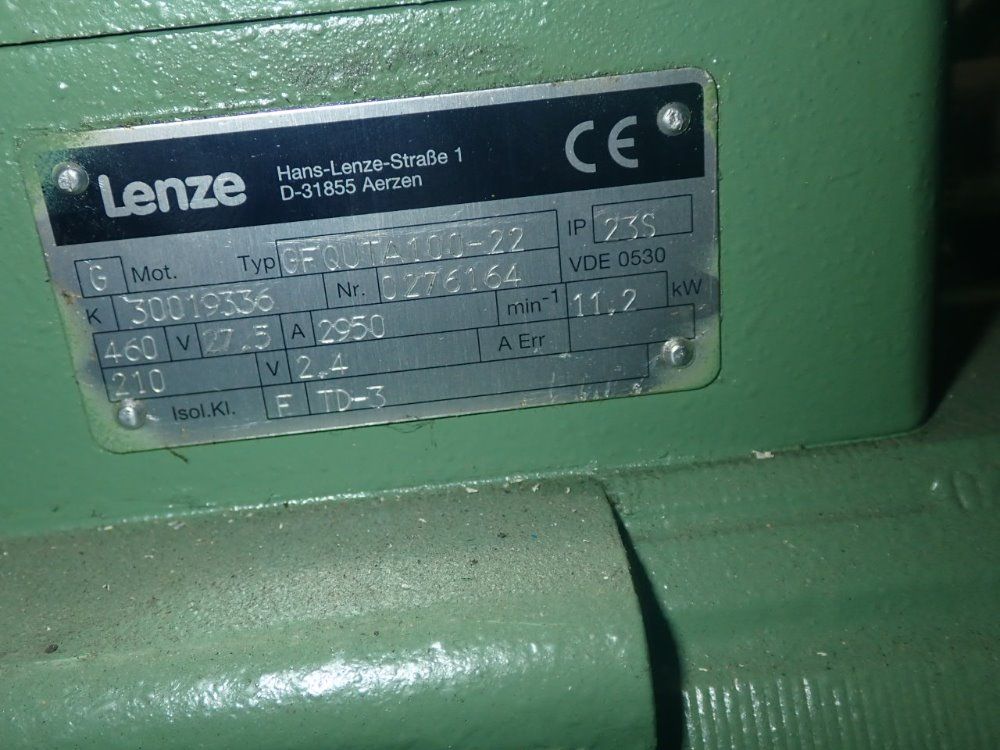 Lenze
Hans-Lenze-Straße 1
D-31855 Aerzen
CE
G Mot. Typ GFQUTA100-22 IP 23S
K 30019336 Nr. 0276164 VDE 0530
460 V 27.5 A 2950 min-1 11.2 kW
210 V 2.4 A Err
Isol.Kl. F TD-3